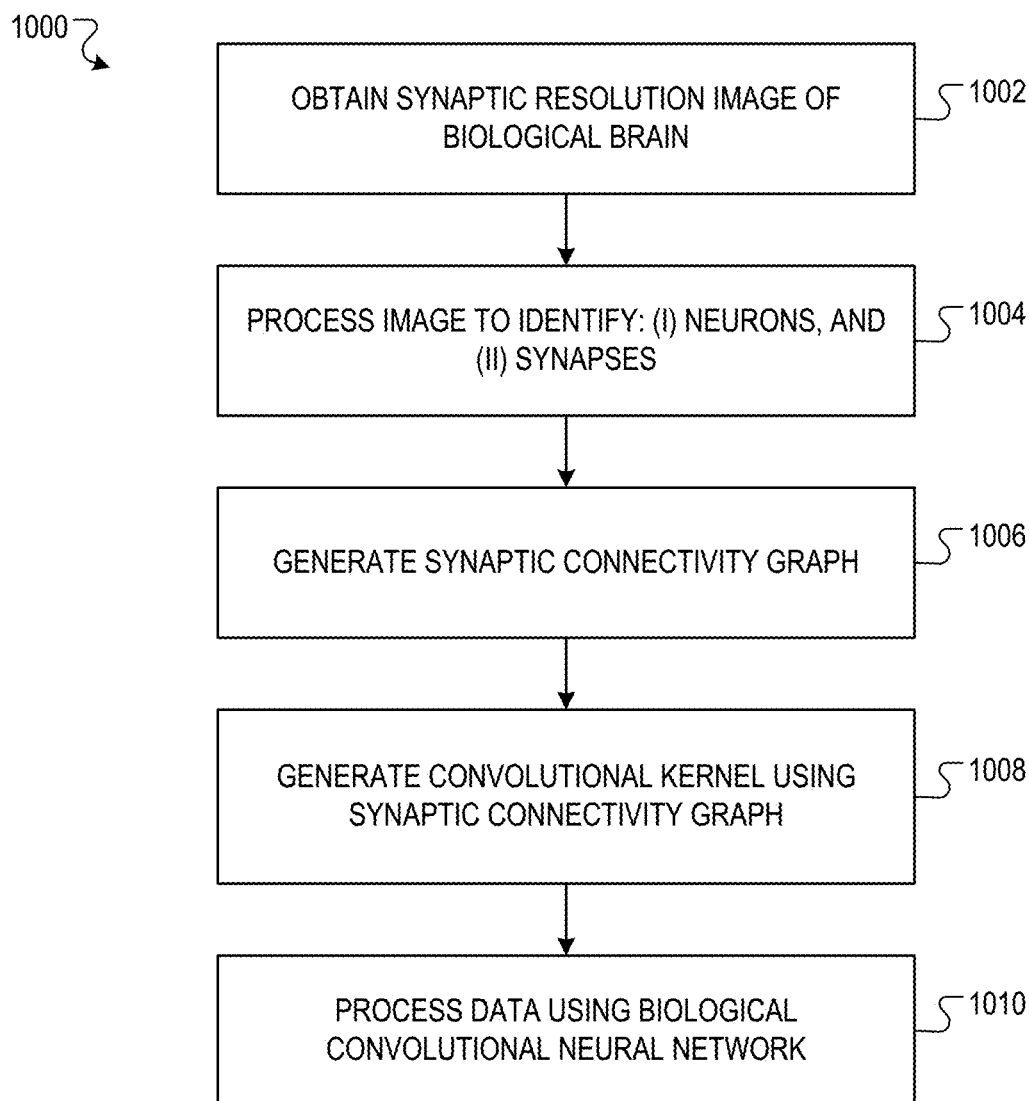 1000
OBTAIN SYNAPTIC RESOLUTION IMAGE OF
BIOLOGICAL BRAIN
1002
PROCESS IMAGE TO IDENTIFY: (I) NEURONS, AND
(II) SYNAPSES
1004
GENERATE SYNAPTIC CONNECTIVITY GRAPH
1006
GENERATE CONVOLUTIONAL KERNEL USING
SYNAPTIC CONNECTIVITY GRAPH
1008
PROCESS DATA USING BIOLOGICAL
CONVOLUTIONAL NEURAL NETWORK
1010